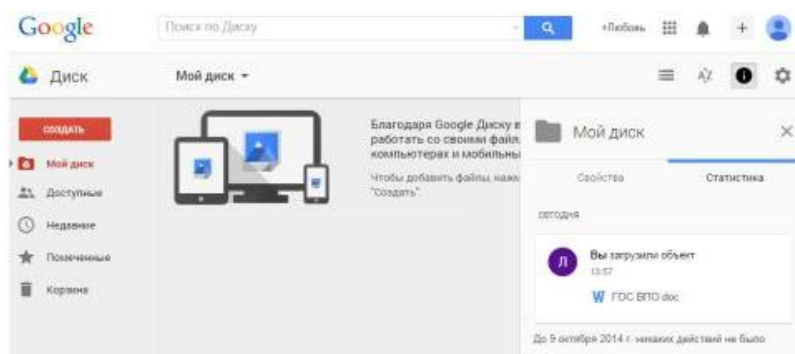 Google
Поиск по Диску
+Любовь
Диск
Мой диск
СОЗДАТЬ
Мой диск
Доступные
Недавние
Помеченные
Корзина
Благодаря Google Диску в
работать со своими файл
компьютерах и мобильны
Чтобы добавить файлы, нажм
"Создать".
Мой диск
Свойства
Статистика
СЕГОДНЯ
Л
Вы загрузили объект
13:57
W ГОС ВПО.doc
До 9 октября 2014 г. никаких действий не было